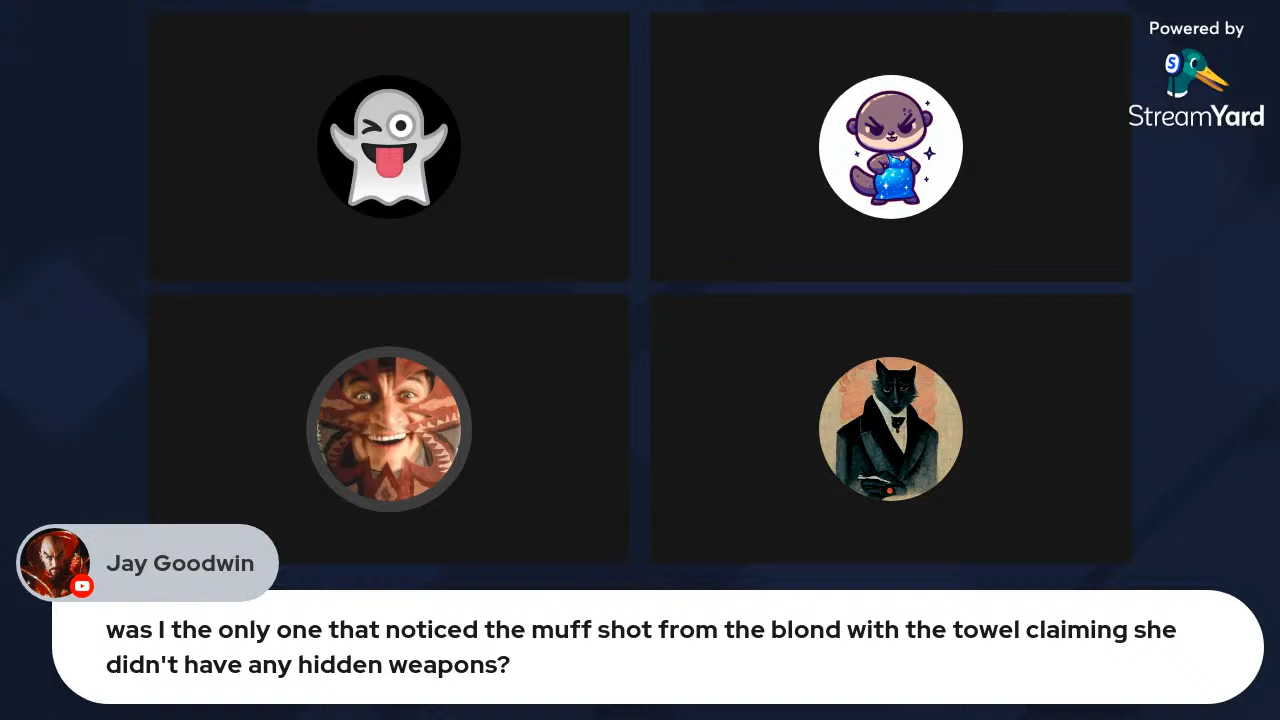 Powered by
S
StreamYard
Jay Goodwin
was I the only one that noticed the muff shot from the blond with the towel claiming she
didn't have any hidden weapons?